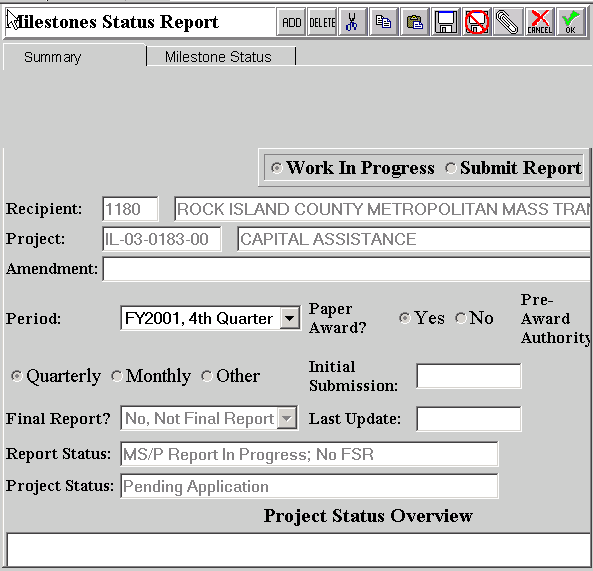 Milestones Status Report ADD DELETE CANCEL OK
Summary Milestone Status
Work In Progress Submit Report
Recipient: 1180 ROCK ISLAND COUNTY METROPOLITAN MASS TRAN
Project: IL-03-0183-00 CAPITAL ASSISTANCE
Amendment:
Period: FY2001, 4th Quarter Paper Award? Yes No Pre-Award Authority
Quarterly Monthly Other Initial Submission:
Final Report? No, Not Final Report Last Update:
Report Status: MS/P Report In Progress; No FSR
Project Status: Pending Application
Project Status Overview